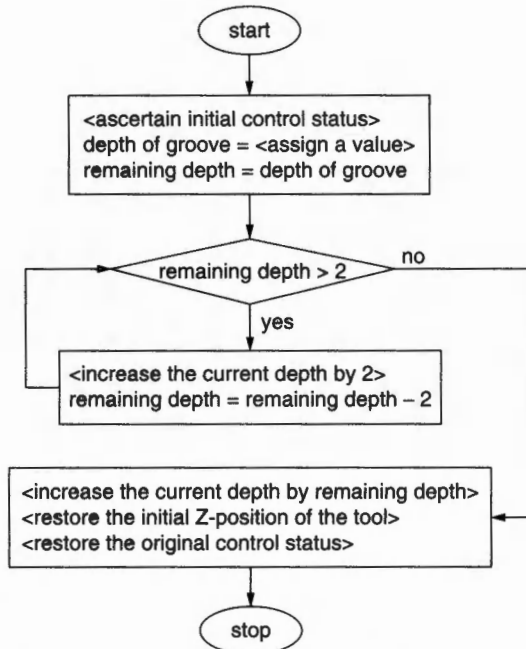 start
<ascertain initial control status>
depth of groove = <assign a value>
remaining depth = depth of groove
remaining depth > 2
no
yes
<increase the current depth by 2>
remaining depth = remaining depth – 2
<increase the current depth by remaining depth>
<restore the initial Z-position of the tool>
<restore the original control status>
stop